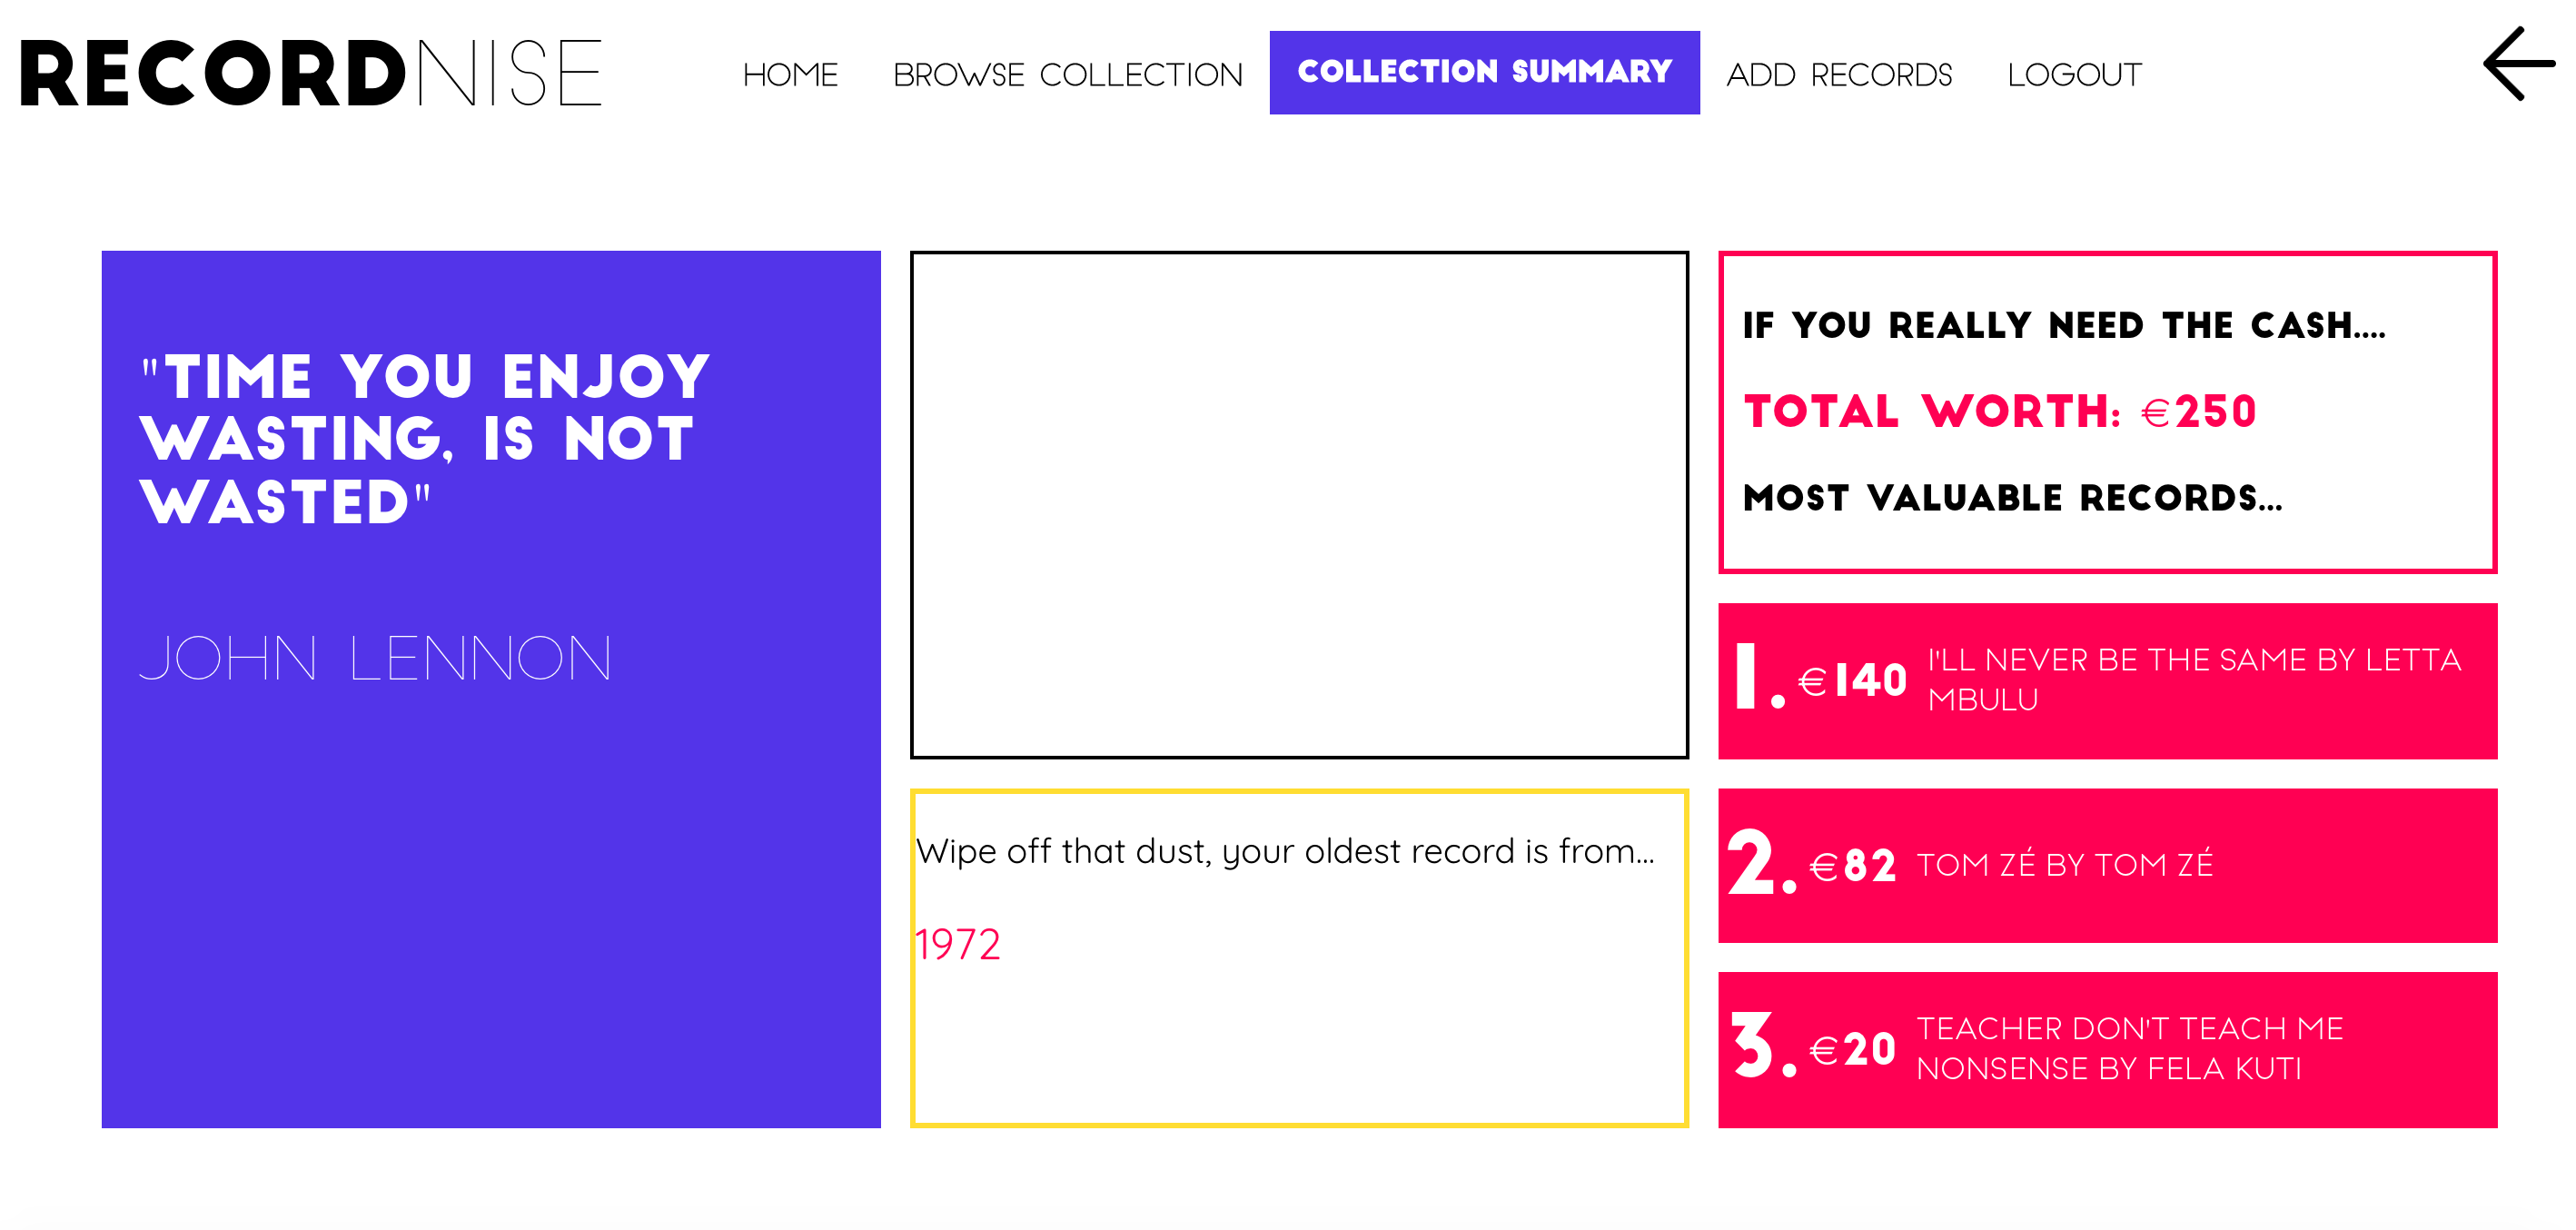 RECORDNISE
HOME BROWSE COLLECTION COLLECTION SUMMARY ADD RECORDS LOGOUT
"TIME YOU ENJOY
WASTING, IS NOT
WASTED"
JOHN LENNON
Wipe off that dust, your oldest record is from...
1972
IF YOU REALLY NEED THE CASH....
TOTAL WORTH: €250
MOST VALUABLE RECORDS...
1. €140 I'LL NEVER BE THE SAME BY LETTA
MBULU
2. €82 TOM ZÉ BY TOM ZÉ
3. €20 TEACHER DON'T TEACH ME
NONSENSE BY FELA KUTI